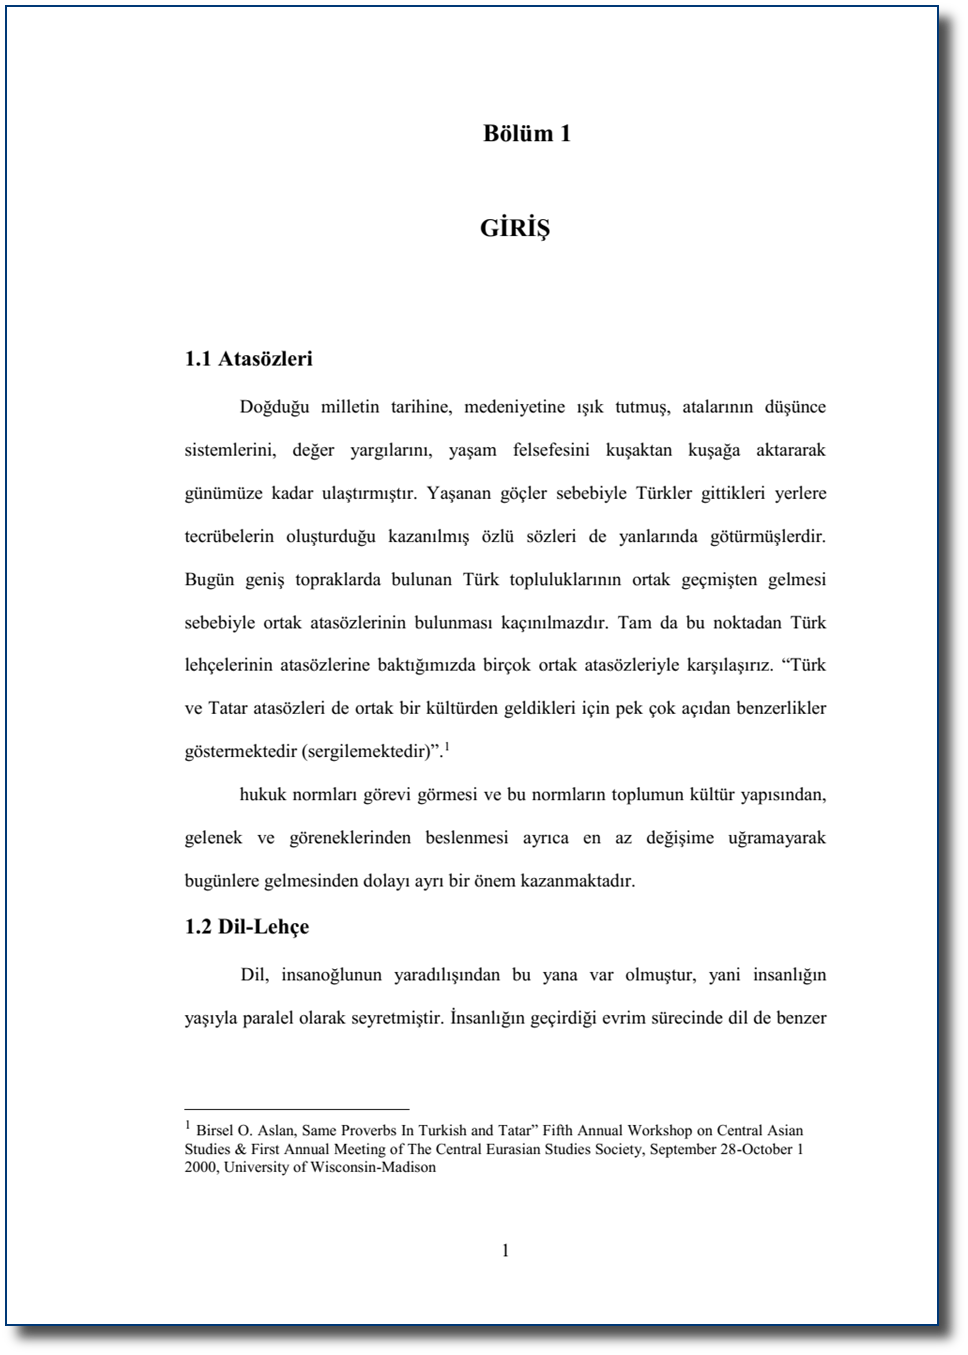 Bölüm 1
GİRİŞ
1.1 Atasözleri
Doğduğu milletin tarihine, medeniyetine ışık tutmuş, atalarının düşünce
sistemlerini, değer yargılarını, yaşam felsefesini kuşaktan kuşağa aktararak
günümüze kadar ulaştırmıştır. Yaşanan göçler sebebiyle Türkler gittikleri yerlere
tecrübelerin oluşturduğu kazanılmış özlü sözleri de yanlarında götürmüşlerdir.
Bugün geniş topraklarda bulunan Türk topluluklarının ortak geçmişten gelmesi
sebebiyle ortak atasözlerinin bulunması kaçınılmazdır. Tam da bu noktadan Türk
lehçelerinin atasözlerine baktığımızda birçok ortak atasözleriyle karşılaşırız. “Türk
ve Tatar atasözleri de ortak bir kültürden geldikleri için pek çok açıdan benzerlikler
göstermektedir (sergilemektedir)”.1
hukuk normları görevi görmesi ve bu normların toplumun kültür yapısından,
gelenek ve göreneklerinden beslenmesi ayrıca en az değişime uğramayarak
bugünlere gelmesinden dolayı ayrı bir önem kazanmaktadır.
1.2 Dil-Lehçe
Dil, insanoğlunun yaradılışından bu yana var olmuştur, yani insanlığın
yaşıyla paralel olarak seyretmiştir. İnsanlığın geçirdiği evrim sürecinde dil de benzer
1 Birsel O. Aslan, Same Proverbs In Turkish and Tatar” Fifth Annual Workshop on Central Asian
Studies & First Annual Meeting of The Central Eurasian Studies Society, September 28-October 1
2000, University of Wisconsin-Madison
1